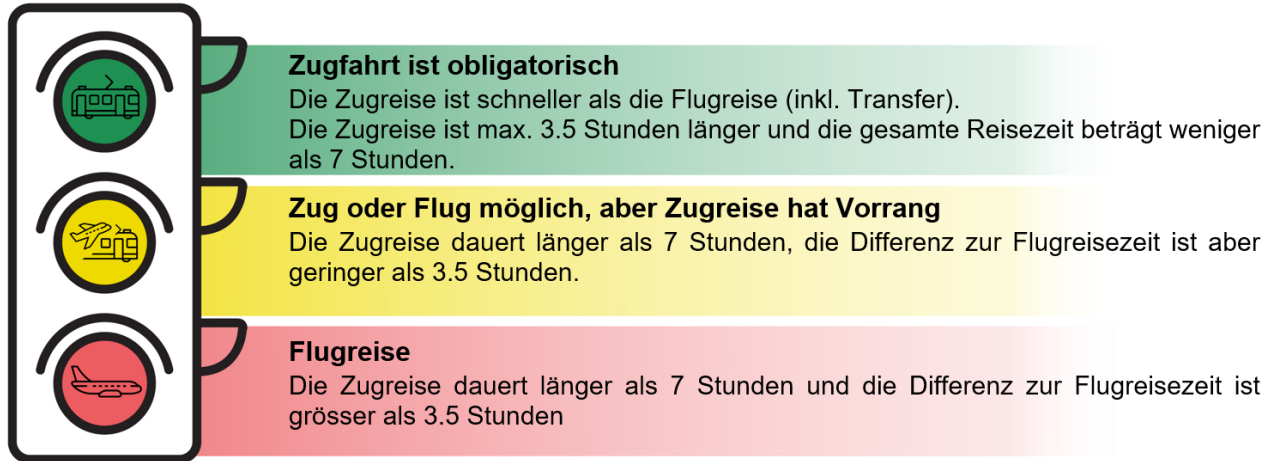 Zugfahrt ist obligatorisch
Die Zugreise ist schneller als die Flugreise (inkl. Transfer).
Die Zugreise ist max. 3.5 Stunden länger und die gesamte Reisezeit beträgt weniger
als 7 Stunden.
Zug oder Flug möglich, aber Zugreise hat Vorrang
Die Zugreise dauert länger als 7 Stunden, die Differenz zur Flugreisezeit ist aber
geringer als 3.5 Stunden.
Flugreise
Die Zugreise dauert länger als 7 Stunden und die Differenz zur Flugreisezeit ist
grösser als 3.5 Stunden